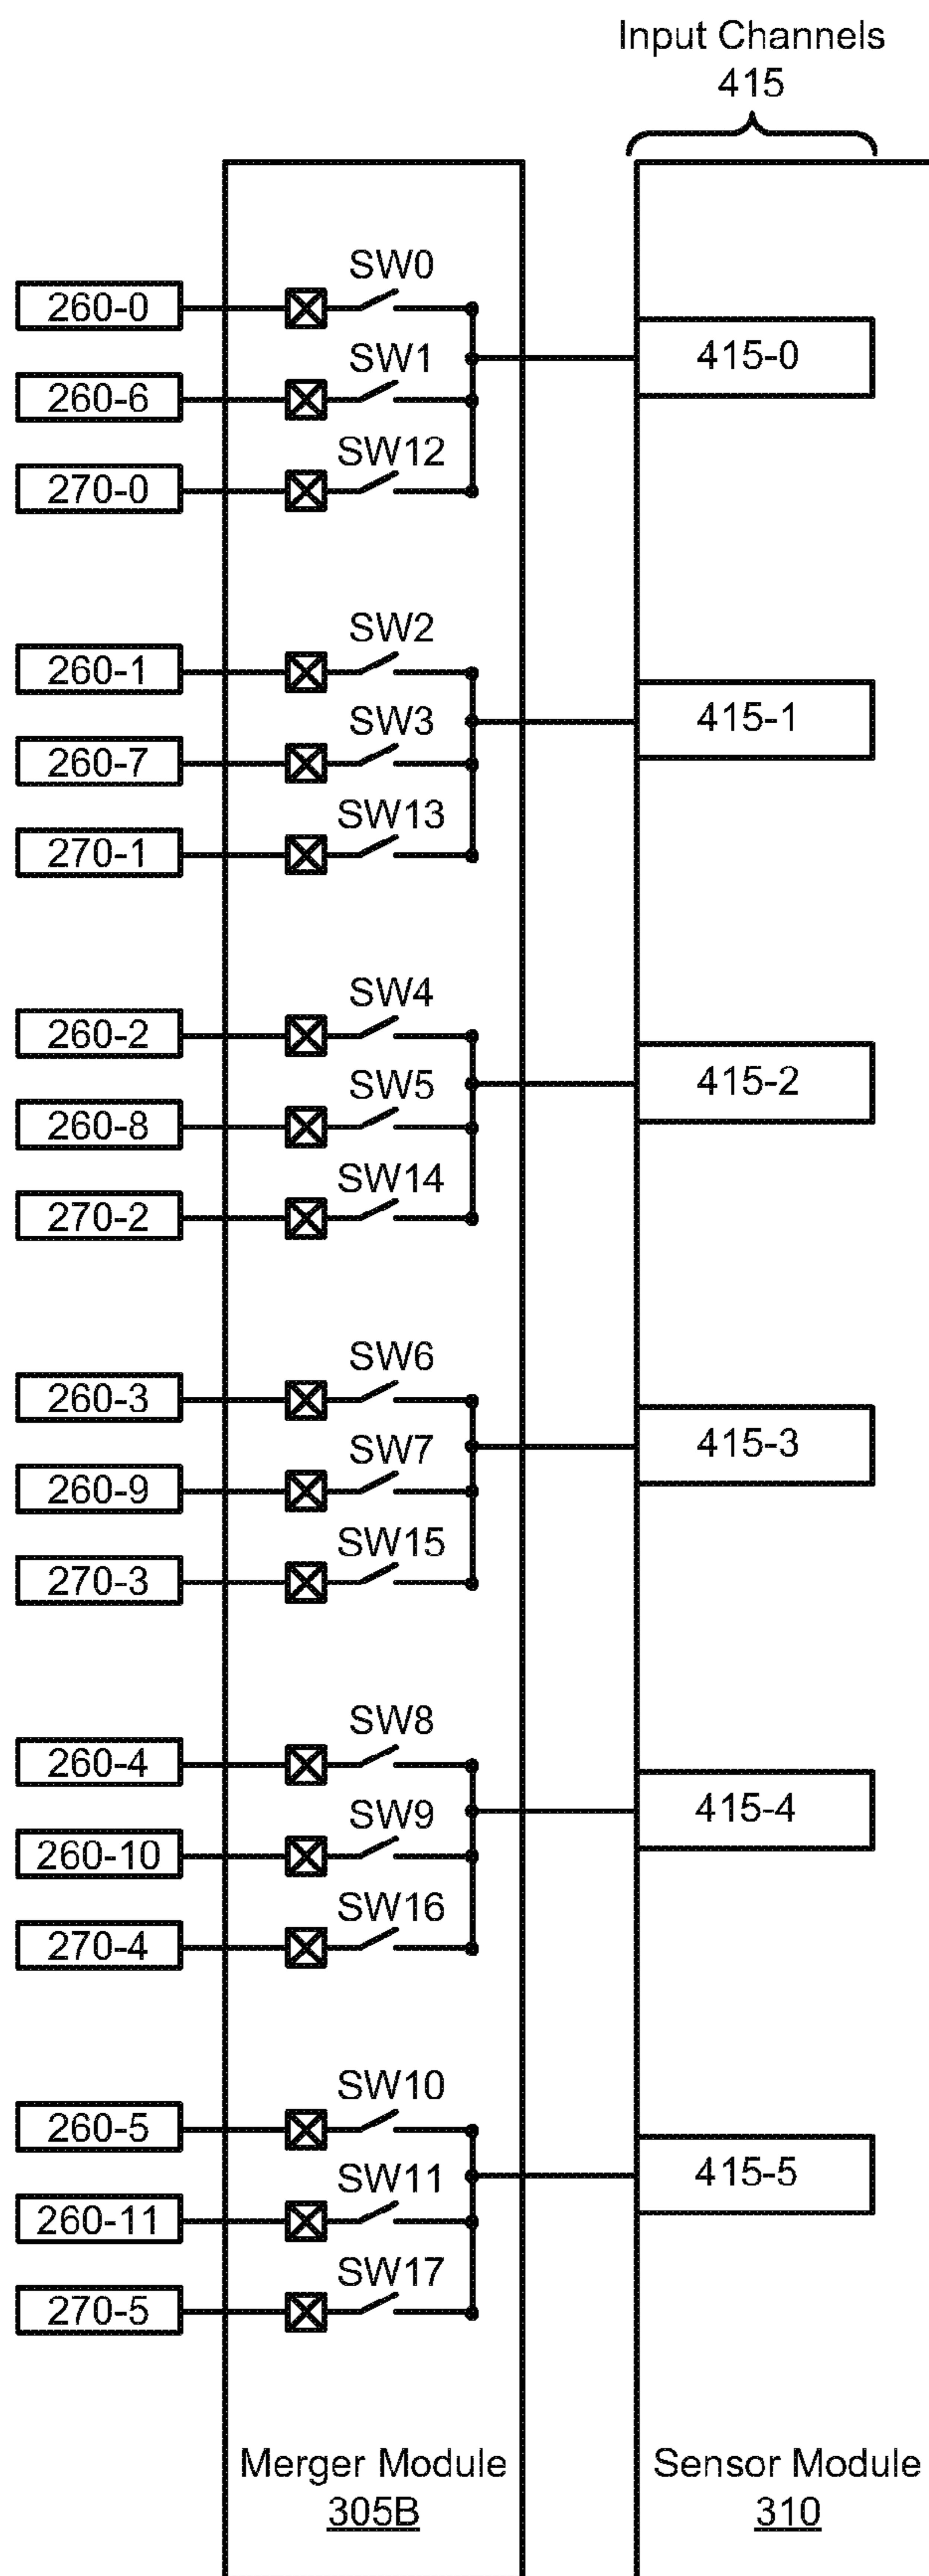 Input Channels
415
SW0
260-0
415-0
SW1
260-6
SW12
270-0
SW2
260-1
415-1
SW3
260-7
SW13
270-1
SW4
260-2
415-2
SW5
260-8
SW14
270-2
SW6
260-3
415-3
SW7
260-9
SW15
270-3
SW8
260-4
415-4
SW9
260-10
SW16
270-4
SW10
260-5
415-5
SW11
260-11
SW17
270-5
Merger Module
305B
Sensor Module
310